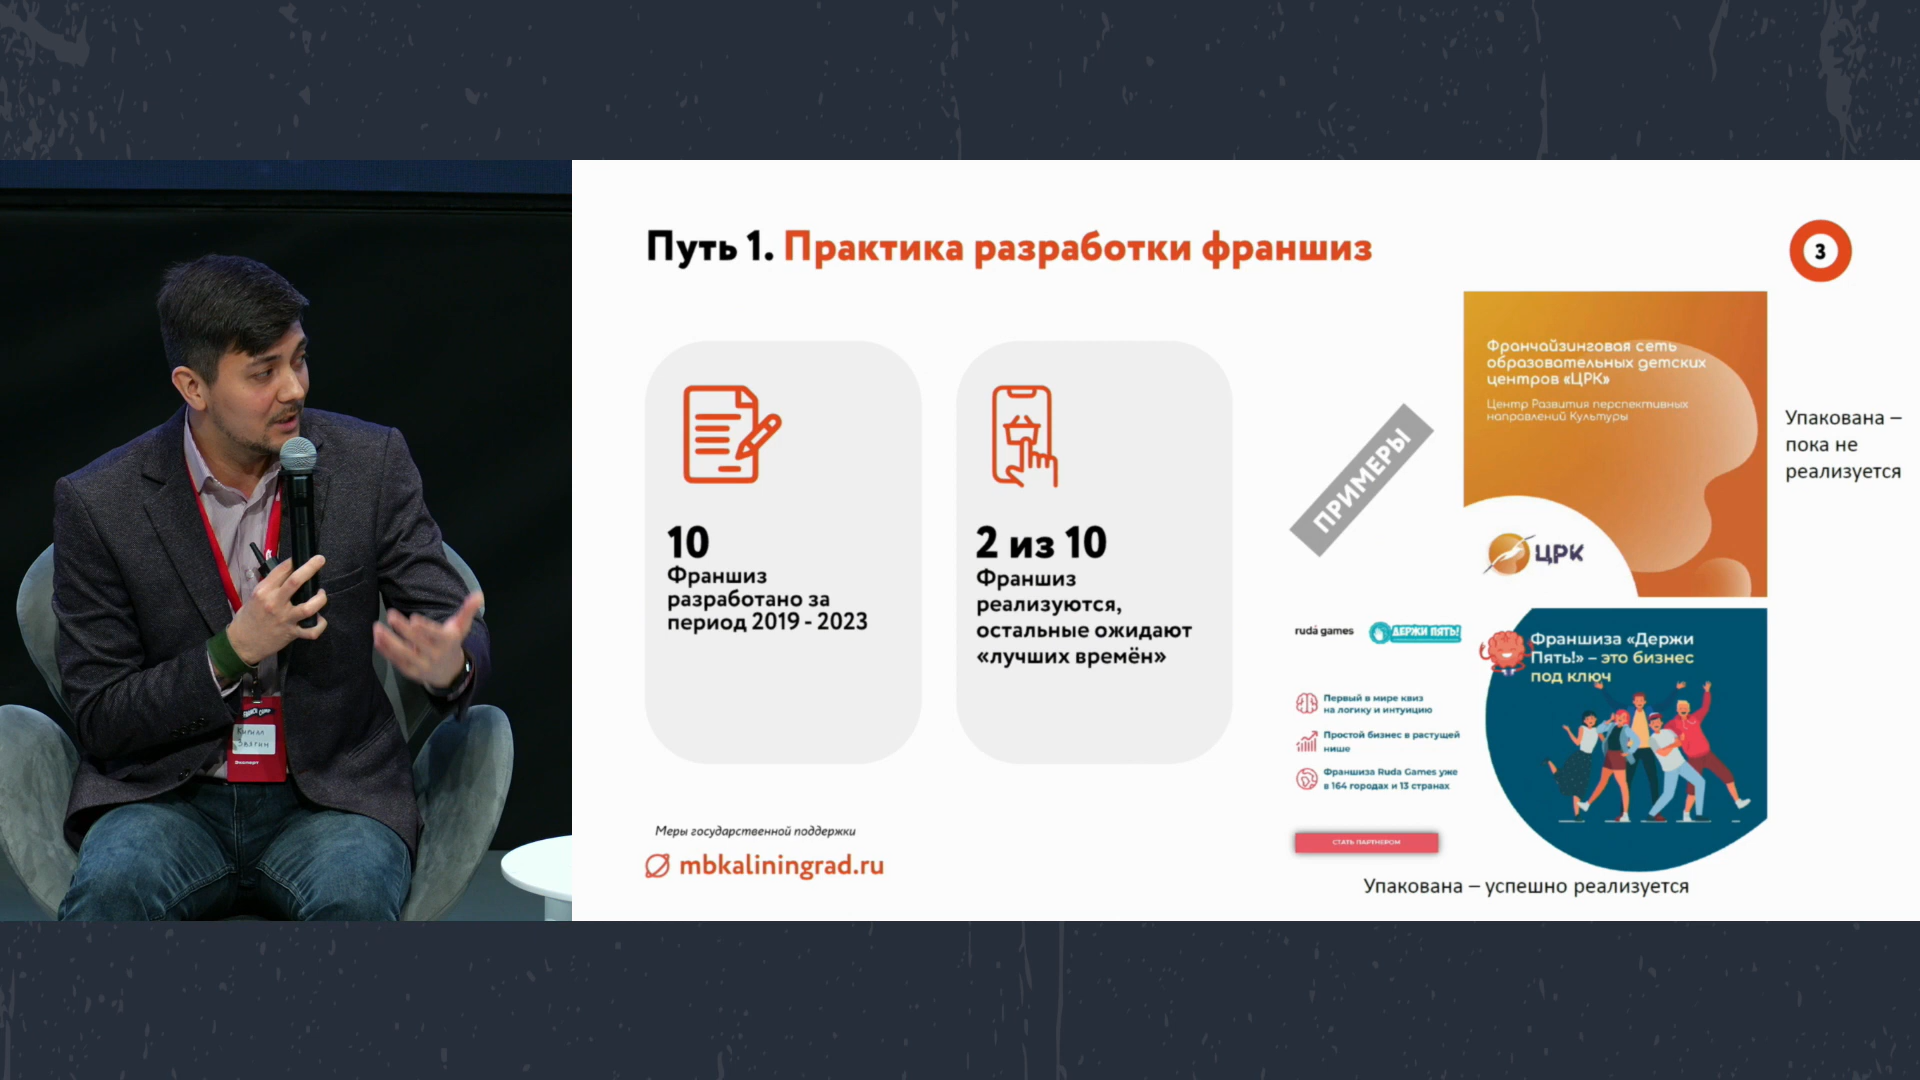 Путь 1. Практика разработки франшиз
3
10
Франшиз
разработано за
период 2019 - 2023
2 из 10
Франшиз
реализуются,
остальные ожидают
«лучших времён»
ПРИМЕРЫ
Франчайзинговая сеть
образовательных детских
центров «ЦРК»
Центр Развития перспективных
направлений Культуры
ЦРК
Упакована –
пока не
реализуется
ruda games
ДЕРЖИ ПЯТЬ!
Франшиза «Держи
Пять!» – это бизнес
под ключ
Первый в мире квиз
на логику и интуицию
Простой бизнес в растущей
нише
Франшиза Ruda Games уже
в 164 городах и 13 странах
СТАТЬ ПАРТНЕРОМ
Упакована – успешно реализуется
Меры государственной поддержки
mbkaliningrad.ru
Эксперт